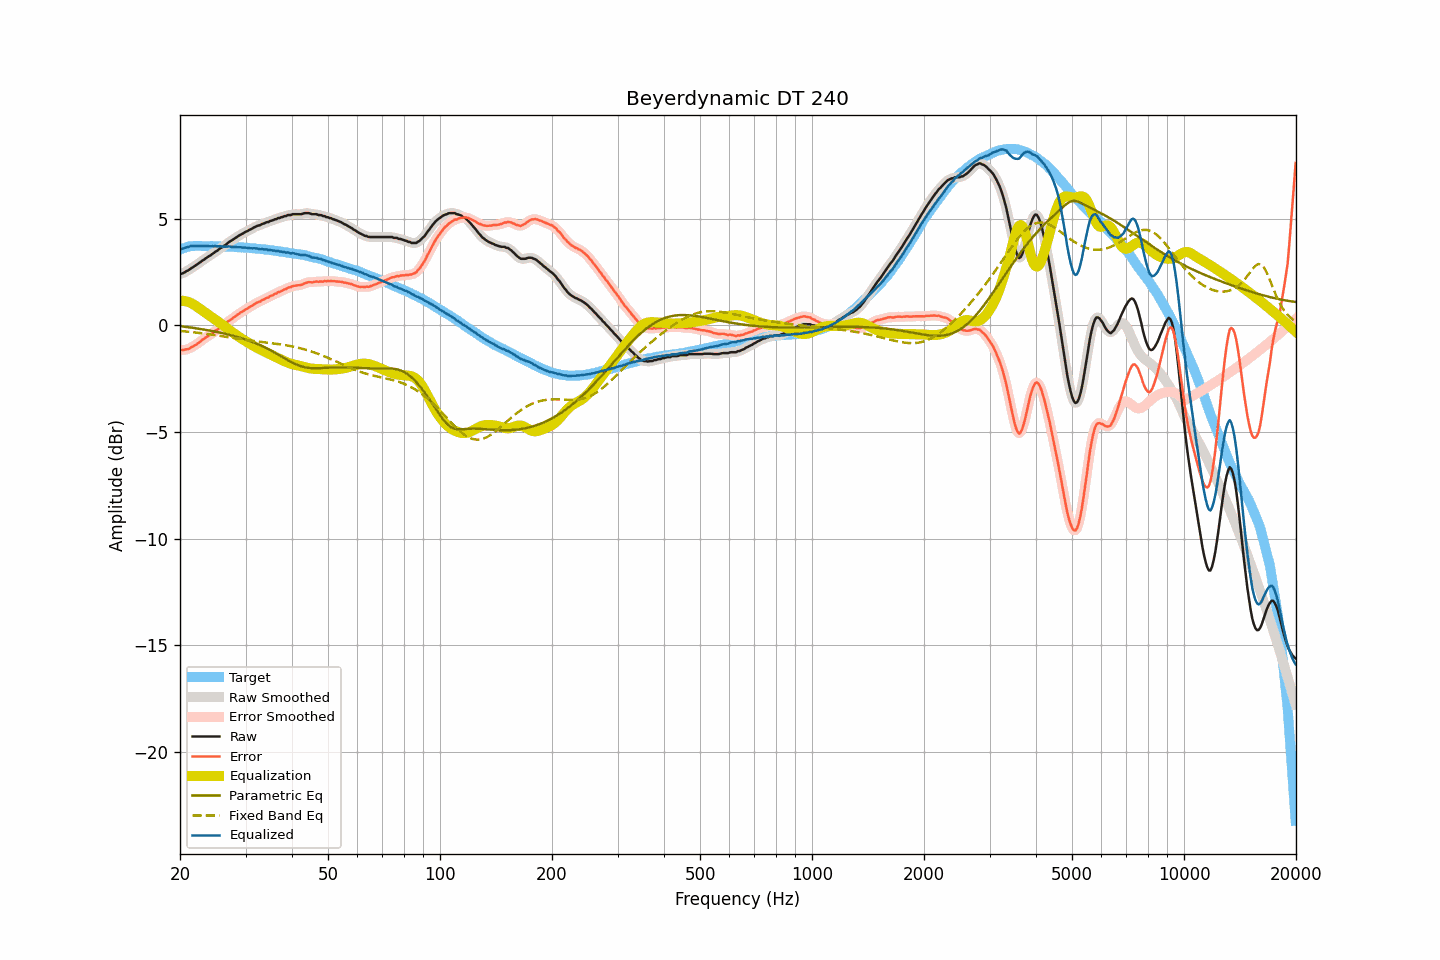 Beyerdynamic DT 240
Amplitude (dBr)
5
0
−5
−10
−15
−20
Target
Raw Smoothed
Error Smoothed
Raw
Error
Equalization
Parametric Eq
Fixed Band Eq
Equalized
20 50 100 200 500 1000 2000 5000 10000 20000
Frequency (Hz)